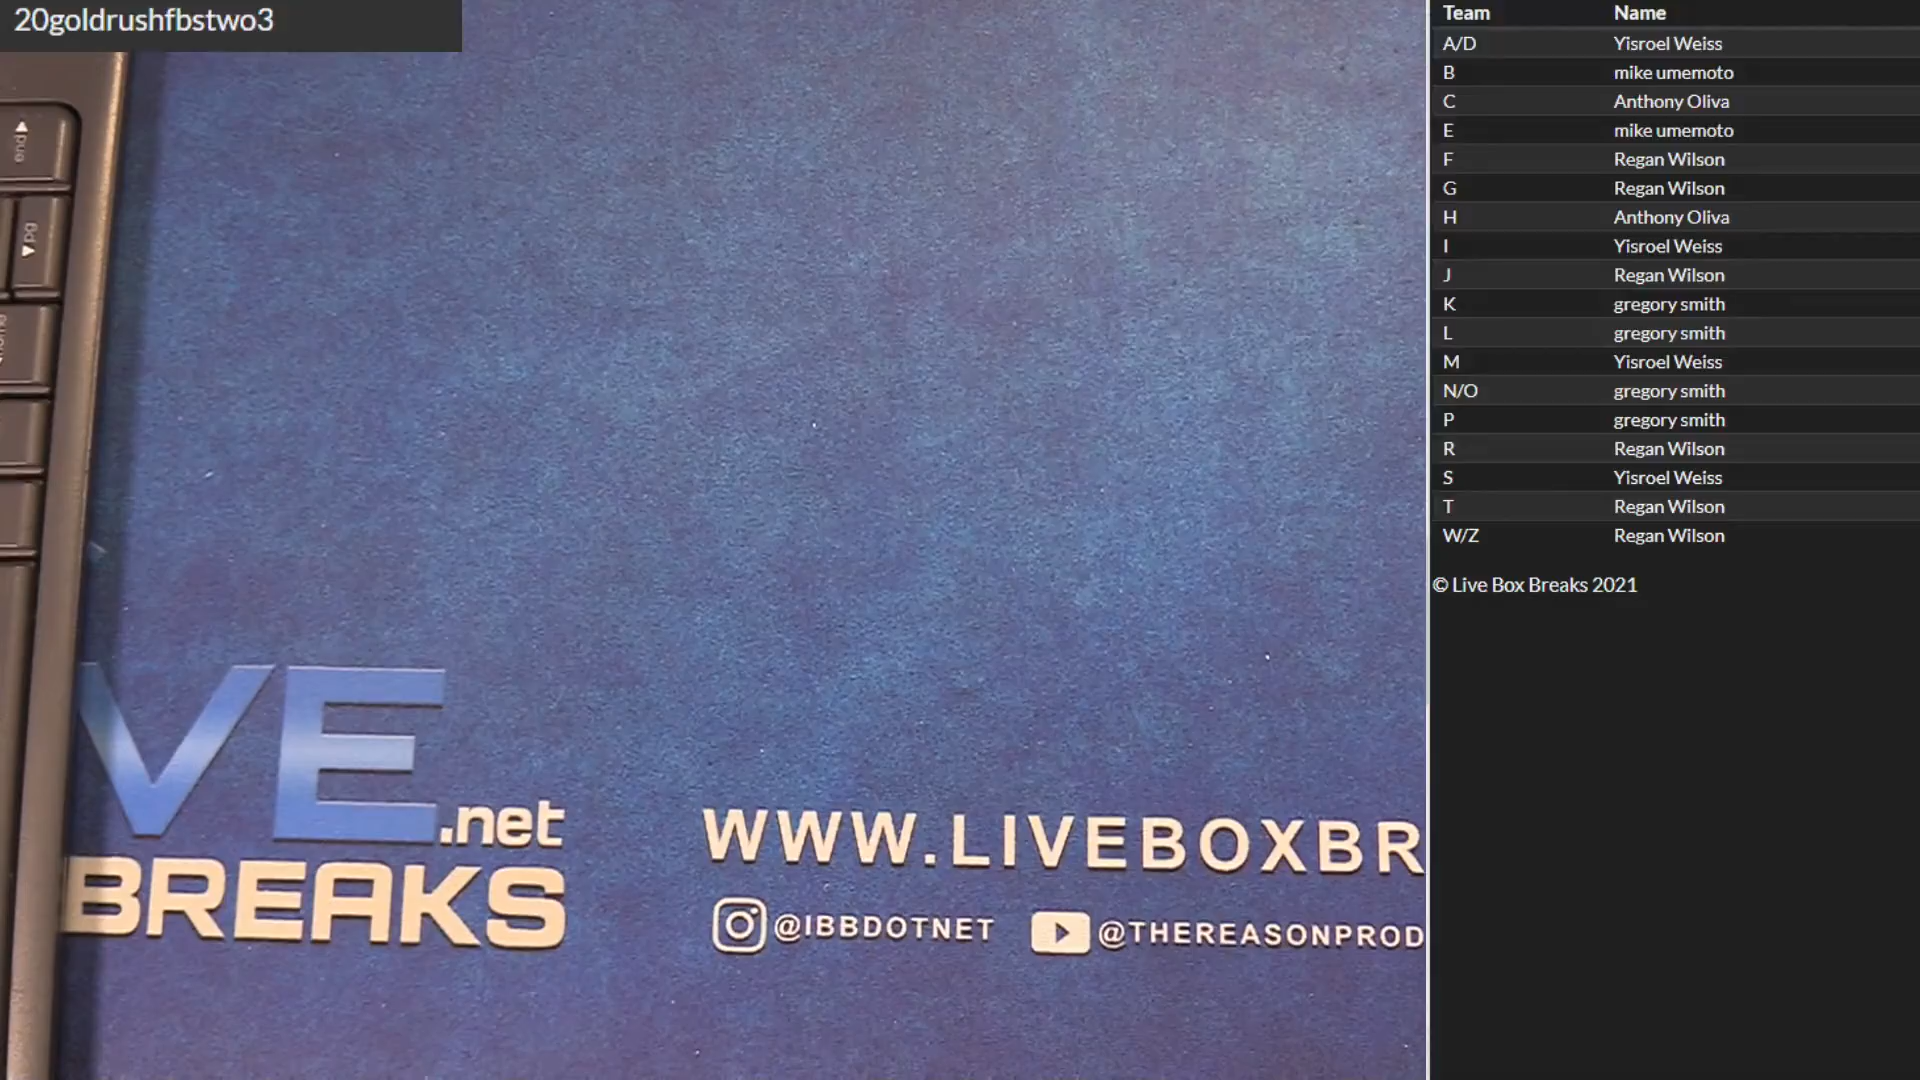 20goldrushfbstwo3
end
pg
VE
.net
BREAKS
WWW.LIVEBOXBR
@IBBDOTNET @THEREASONPROD
Team Name
A/D Yisroel Weiss
B mike umemoto
C Anthony Oliva
E mike umemoto
F Regan Wilson
G Regan Wilson
H Anthony Oliva
I Yisroel Weiss
J Regan Wilson
K gregory smith
L gregory smith
M Yisroel Weiss
N/O gregory smith
P gregory smith
R Regan Wilson
S Yisroel Weiss
T Regan Wilson
W/Z Regan Wilson
© Live Box Breaks 2021